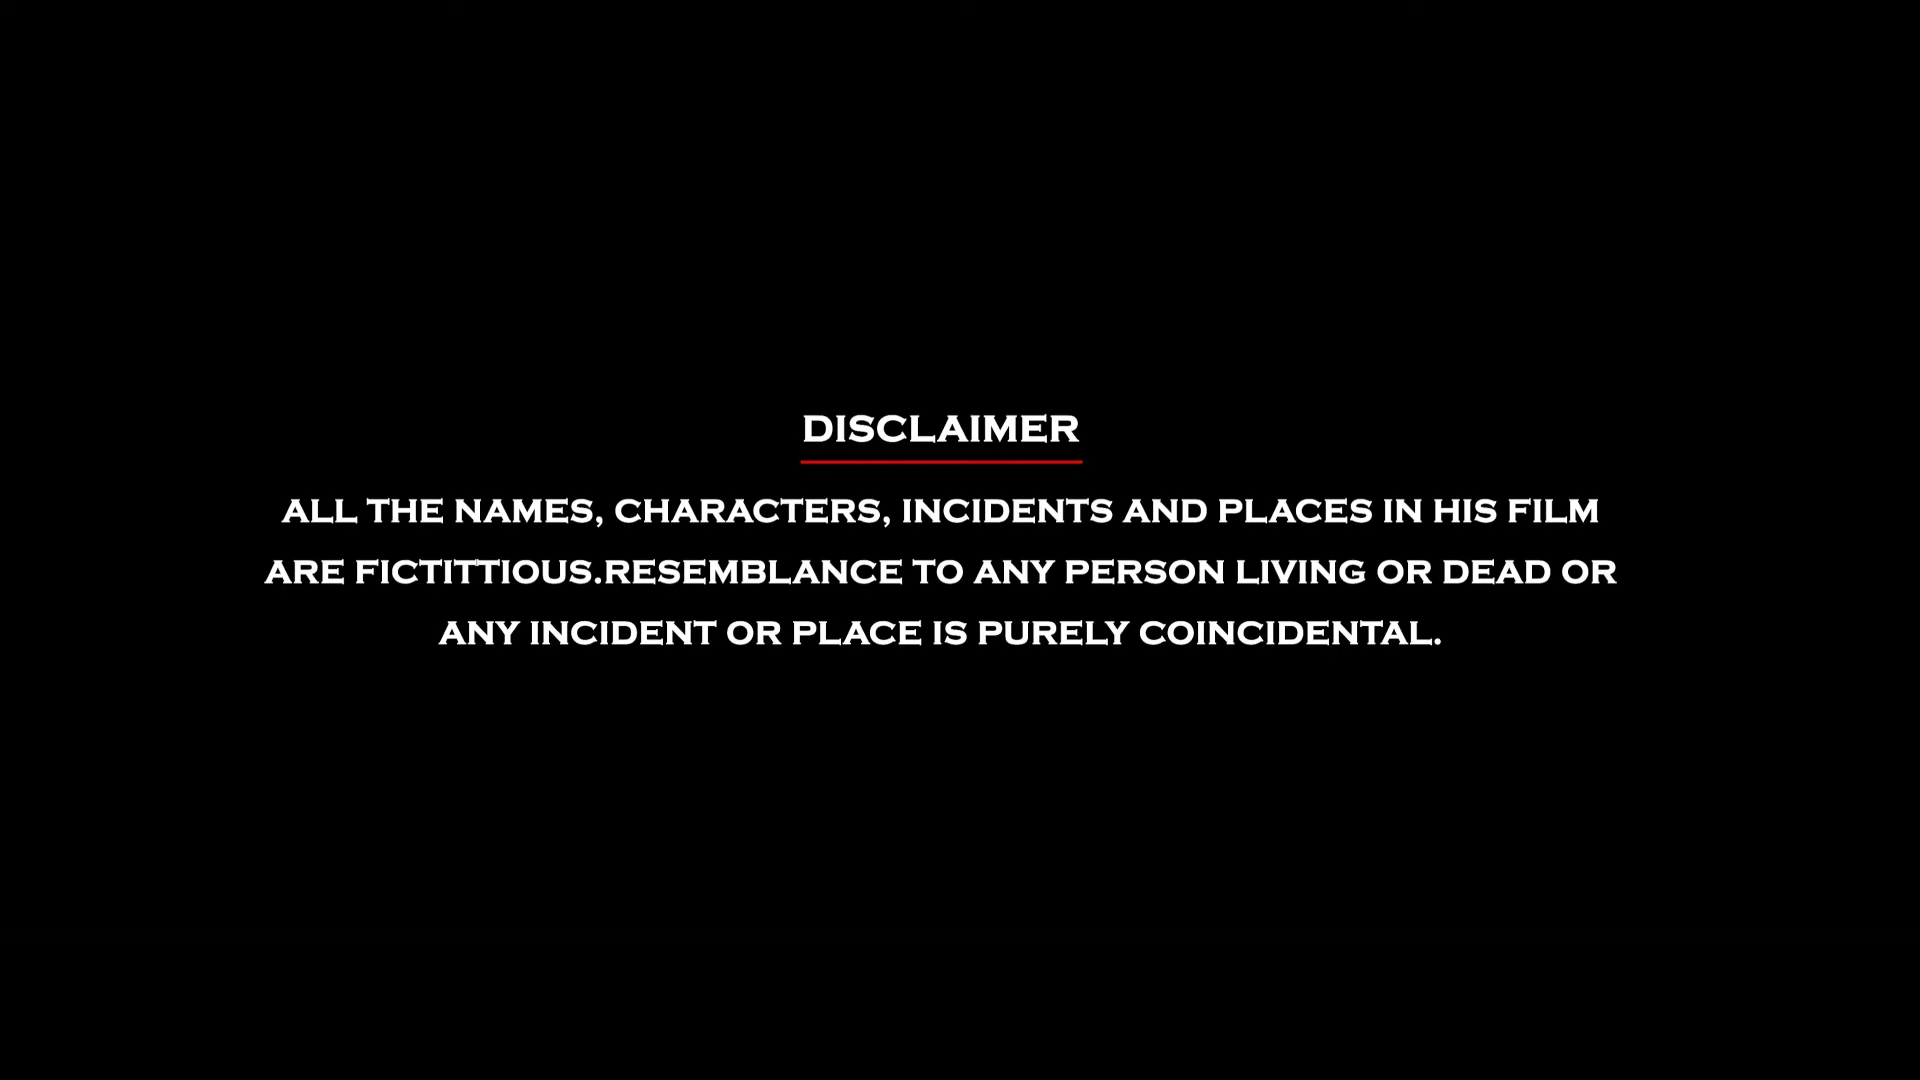 DISCLAIMER
ALL THE NAMES, CHARACTERS, INCIDENTS AND PLACES IN HIS FILM
ARE FICTITTIOUS.RESEMBLANCE TO ANY PERSON LIVING OR DEAD OR
ANY INCIDENT OR PLACE IS PURELY COINCIDENTAL.